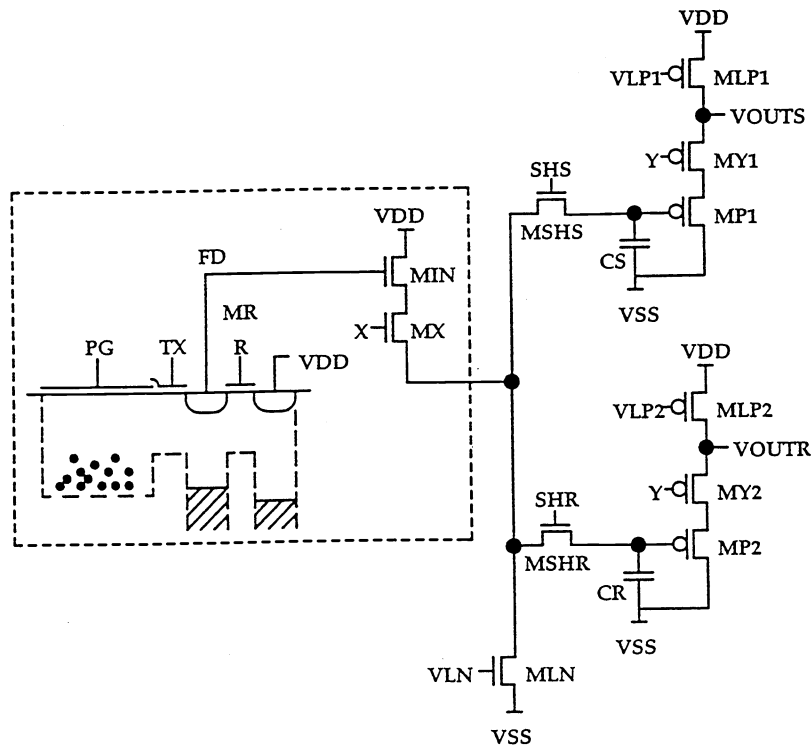 VDD
VLP1 MLP1
VOUTS
Y MY1
SHS
MP1
MSHS
CS
VSS
VDD
FD
MIN
MR
X MX
PG TX R VDD
VDD
VLP2 MLP2
VOUTR
Y MY2
SHR
MP2
MSHR
CR
VSS
VLN MLN
VSS